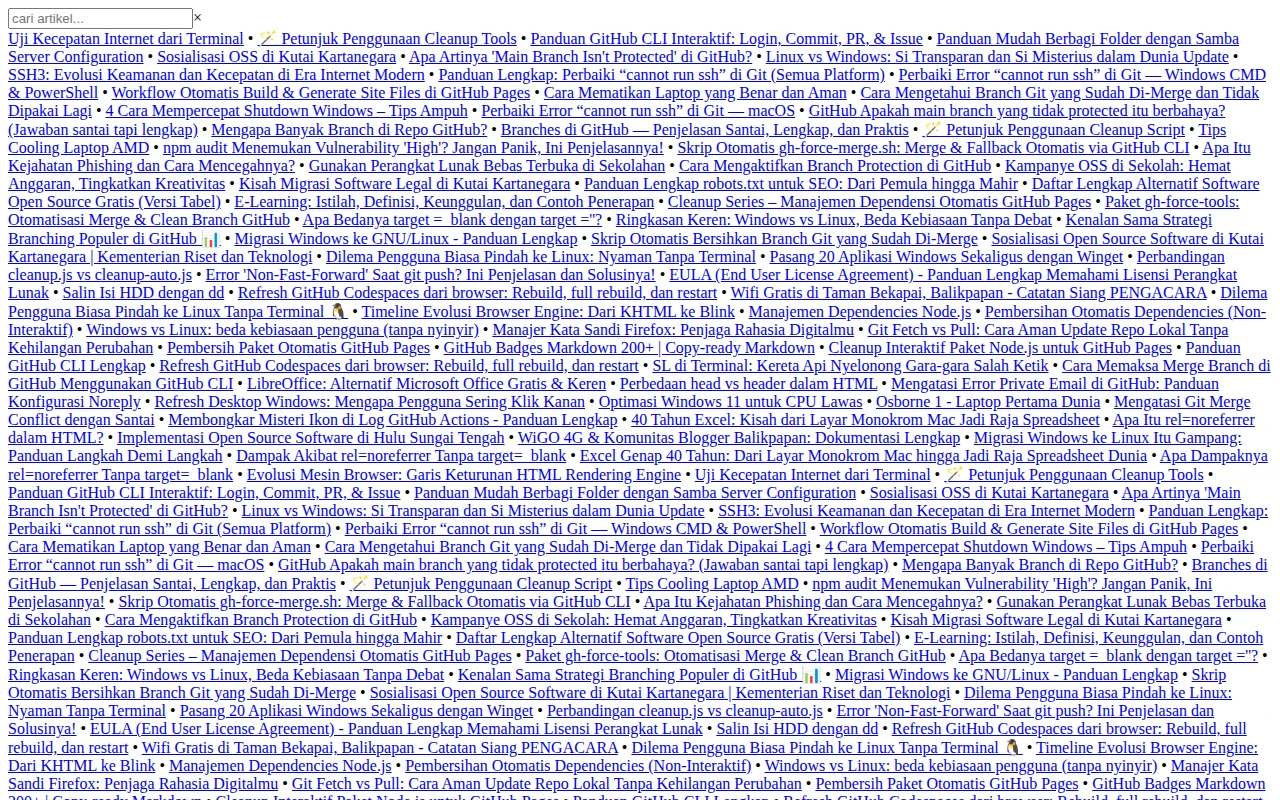 cari artikel... ×
Uji Kecepatan Internet dari Terminal • 🪄 Petunjuk Penggunaan Cleanup Tools • Panduan GitHub CLI Interaktif: Login, Commit, PR, & Issue • Panduan Mudah Berbagi Folder dengan Samba
Server Configuration • Sosialisasi OSS di Kutai Kartanegara • Apa Artinya 'Main Branch Isn't Protected' di GitHub? • Linux vs Windows: Si Transparan dan Si Misterius dalam Dunia Update •
SSH3: Evolusi Keamanan dan Kecepatan di Era Internet Modern • Panduan Lengkap: Perbaiki “cannot run ssh” di Git (Semua Platform) • Perbaiki Error “cannot run ssh” di Git — Windows CMD
& PowerShell • Workflow Otomatis Build & Generate Site Files di GitHub Pages • Cara Mematikan Laptop yang Benar dan Aman • Cara Mengetahui Branch Git yang Sudah Di-Merge dan Tidak
Dipakai Lagi • 4 Cara Mempercepat Shutdown Windows – Tips Ampuh • Perbaiki Error “cannot run ssh” di Git — macOS • GitHub Apakah main branch yang tidak protected itu berbahaya?
(Jawaban santai tapi lengkap) • Mengapa Banyak Branch di Repo GitHub? • Branches di GitHub — Penjelasan Santai, Lengkap, dan Praktis • 🪄 Petunjuk Penggunaan Cleanup Script • Tips
Cooling Laptop AMD • npm audit Menemukan Vulnerability 'High'? Jangan Panik, Ini Penjelasannya! • Skrip Otomatis gh-force-merge.sh: Merge & Fallback Otomatis via GitHub CLI • Apa Itu
Kejahatan Phishing dan Cara Mencegahnya? • Gunakan Perangkat Lunak Bebas Terbuka di Sekolahan • Cara Mengaktifkan Branch Protection di GitHub • Kampanye OSS di Sekolah: Hemat
Anggaran, Tingkatkan Kreativitas • Kisah Migrasi Software Legal di Kutai Kartanegara • Panduan Lengkap robots.txt untuk SEO: Dari Pemula hingga Mahir • Daftar Lengkap Alternatif Software
Open Source Gratis (Versi Tabel) • E-Learning: Istilah, Definisi, Keunggulan, dan Contoh Penerapan • Cleanup Series – Manajemen Dependensi Otomatis GitHub Pages • Paket gh-force-tools:
Otomatisasi Merge & Clean Branch GitHub • Apa Bedanya target=_blank dengan target=''? • Ringkasan Keren: Windows vs Linux, Beda Kebiasaan Tanpa Debat • Kenalan Sama Strategi
Branching Populer di GitHub 📊 • Migrasi Windows ke GNU/Linux - Panduan Lengkap • Skrip Otomatis Bersihkan Branch Git yang Sudah Di-Merge • Sosialisasi Open Source Software di Kutai
Kartanegara | Kementerian Riset dan Teknologi • Dilema Pengguna Biasa Pindah ke Linux: Nyaman Tanpa Terminal • Pasang 20 Aplikasi Windows Sekaligus dengan Winget • Perbandingan
cleanup.js vs cleanup-auto.js • Error 'Non-Fast-Forward' Saat git push? Ini Penjelasan dan Solusinya! • EULA (End User License Agreement) - Panduan Lengkap Memahami Lisensi Perangkat
Lunak • Salin Isi HDD dengan dd • Refresh GitHub Codespaces dari browser: Rebuild, full rebuild, dan restart • Wifi Gratis di Taman Bekapai, Balikpapan - Catatan Siang PENGACARA • Dilema
Pengguna Biasa Pindah ke Linux Tanpa Terminal 🐧 • Timeline Evolusi Browser Engine: Dari KHTML ke Blink • Manajemen Dependencies Node.js • Pembersihan Otomatis Dependencies (Non-
Interaktif) • Windows vs Linux: beda kebiasaan pengguna (tanpa nyinyir) • Manajer Kata Sandi Firefox: Penjaga Rahasia Digitalmu • Git Fetch vs Pull: Cara Aman Update Repo Lokal Tanpa
Kehilangan Perubahan • Pembersih Paket Otomatis GitHub Pages • GitHub Badges Markdown 200+ | Copy-ready Markdown • Cleanup Interaktif Paket Node.js untuk GitHub Pages • Panduan
GitHub CLI Lengkap • Refresh GitHub Codespaces dari browser: Rebuild, full rebuild, dan restart • SL di Terminal: Kereta Api Nyelonong Gara-gara Salah Ketik • Cara Memaksa Merge Branch di
GitHub Menggunakan GitHub CLI • LibreOffice: Alternatif Microsoft Office Gratis & Keren • Perbedaan head vs header dalam HTML • Mengatasi Error Private Email di GitHub: Panduan
Konfigurasi Noreply • Refresh Desktop Windows: Mengapa Pengguna Sering Klik Kanan • Optimasi Windows 11 untuk CPU Lawas • Osborne 1 - Laptop Pertama Dunia • Mengatasi Git Merge
Conflict dengan Santai • Membongkar Misteri Ikon di Log GitHub Actions - Panduan Lengkap • 40 Tahun Excel: Kisah dari Layar Monokrom Mac Jadi Raja Spreadsheet • Apa Itu rel=noreferrer
dalam HTML? • Implementasi Open Source Software di Hulu Sungai Tengah • WiGO 4G & Komunitas Blogger Balikpapan: Dokumentasi Lengkap • Migrasi Windows ke Linux Itu Gampang:
Panduan Langkah Demi Langkah • Dampak Akibat rel=noreferrer Tanpa target=_blank • Excel Genap 40 Tahun: Dari Layar Monokrom Mac hingga Jadi Raja Spreadsheet Dunia • Apa Dampaknya
rel=noreferrer Tanpa target=_blank • Evolusi Mesin Browser: Garis Keturunan HTML Rendering Engine • Uji Kecepatan Internet dari Terminal • 🪄 Petunjuk Penggunaan Cleanup Tools •
Panduan GitHub CLI Interaktif: Login, Commit, PR, & Issue • Panduan Mudah Berbagi Folder dengan Samba Server Configuration • Sosialisasi OSS di Kutai Kartanegara • Apa Artinya 'Main
Branch Isn't Protected' di GitHub? • Linux vs Windows: Si Transparan dan Si Misterius dalam Dunia Update • SSH3: Evolusi Keamanan dan Kecepatan di Era Internet Modern • Panduan Lengkap:
Perbaiki “cannot run ssh” di Git (Semua Platform) • Perbaiki Error “cannot run ssh” di Git — Windows CMD & PowerShell • Workflow Otomatis Build & Generate Site Files di GitHub Pages •
Cara Mematikan Laptop yang Benar dan Aman • Cara Mengetahui Branch Git yang Sudah Di-Merge dan Tidak Dipakai Lagi • 4 Cara Mempercepat Shutdown Windows – Tips Ampuh • Perbaiki
Error “cannot run ssh” di Git — macOS • GitHub Apakah main branch yang tidak protected itu berbahaya? (Jawaban santai tapi lengkap) • Mengapa Banyak Branch di Repo GitHub? • Branches di
GitHub — Penjelasan Santai, Lengkap, dan Praktis • 🪄 Petunjuk Penggunaan Cleanup Script • Tips Cooling Laptop AMD • npm audit Menemukan Vulnerability 'High'? Jangan Panik, Ini
Penjelasannya! • Skrip Otomatis gh-force-merge.sh: Merge & Fallback Otomatis via GitHub CLI • Apa Itu Kejahatan Phishing dan Cara Mencegahnya? • Gunakan Perangkat Lunak Bebas Terbuka
di Sekolahan • Cara Mengaktifkan Branch Protection di GitHub • Kampanye OSS di Sekolah: Hemat Anggaran, Tingkatkan Kreativitas • Kisah Migrasi Software Legal di Kutai Kartanegara •
Panduan Lengkap robots.txt untuk SEO: Dari Pemula hingga Mahir • Daftar Lengkap Alternatif Software Open Source Gratis (Versi Tabel) • E-Learning: Istilah, Definisi, Keunggulan, dan Contoh
Penerapan • Cleanup Series – Manajemen Dependensi Otomatis GitHub Pages • Paket gh-force-tools: Otomatisasi Merge & Clean Branch GitHub • Apa Bedanya target=_blank dengan target=''? •
Ringkasan Keren: Windows vs Linux, Beda Kebiasaan Tanpa Debat • Kenalan Sama Strategi Branching Populer di GitHub 📊 • Migrasi Windows ke GNU/Linux - Panduan Lengkap • Skrip
Otomatis Bersihkan Branch Git yang Sudah Di-Merge • Sosialisasi Open Source Software di Kutai Kartanegara | Kementerian Riset dan Teknologi • Dilema Pengguna Biasa Pindah ke Linux:
Nyaman Tanpa Terminal • Pasang 20 Aplikasi Windows Sekaligus dengan Winget • Perbandingan cleanup.js vs cleanup-auto.js • Error 'Non-Fast-Forward' Saat git push? Ini Penjelasan dan
Solusinya! • EULA (End User License Agreement) - Panduan Lengkap Memahami Lisensi Perangkat Lunak • Salin Isi HDD dengan dd • Refresh GitHub Codespaces dari browser: Rebuild, full
rebuild, dan restart • Wifi Gratis di Taman Bekapai, Balikpapan - Catatan Siang PENGACARA • Dilema Pengguna Biasa Pindah ke Linux Tanpa Terminal 🐧 • Timeline Evolusi Browser Engine:
Dari KHTML ke Blink • Manajemen Dependencies Node.js • Pembersihan Otomatis Dependencies (Non-Interaktif) • Windows vs Linux: beda kebiasaan pengguna (tanpa nyinyir) • Manajer Kata
Sandi Firefox: Penjaga Rahasia Digitalmu • Git Fetch vs Pull: Cara Aman Update Repo Lokal Tanpa Kehilangan Perubahan • Pembersih Paket Otomatis GitHub Pages • GitHub Badges Markdown
200+ | Copy-ready Markdown • Cleanup Interaktif Paket Node.js untuk GitHub Pages • Panduan GitHub CLI Lengkap • Refresh GitHub Codespaces dari browser: Rebuild, full rebuild, dan restart